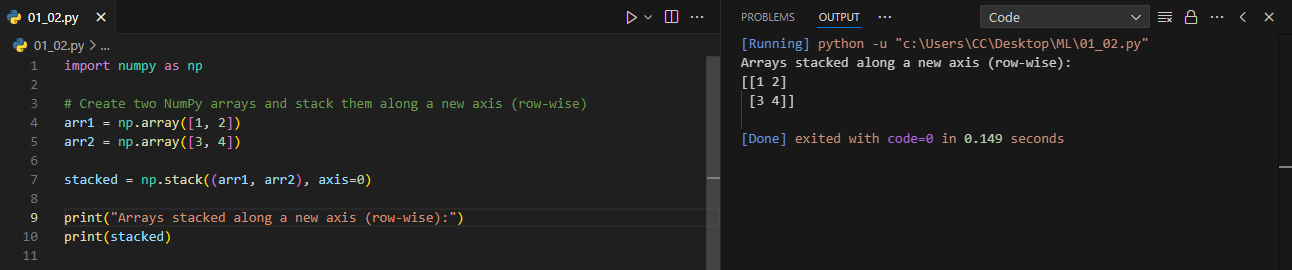 01_02.py
01_02.py > ...
1 import numpy as np
2
3 # Create two NumPy arrays and stack them along a new axis (row-wise)
4 arr1 = np.array([1, 2])
5 arr2 = np.array([3, 4])
6
7 stacked = np.stack((arr1, arr2), axis=0)
8
9 print("Arrays stacked along a new axis (row-wise):")
10 print(stacked)
11
PROBLEMS OUTPUT ... Code
[Running] python -u "c:\Users\CC\Desktop\ML\01_02.py"
Arrays stacked along a new axis (row-wise):
[[1 2]
 [3 4]]
[Done] exited with code=0 in 0.149 seconds